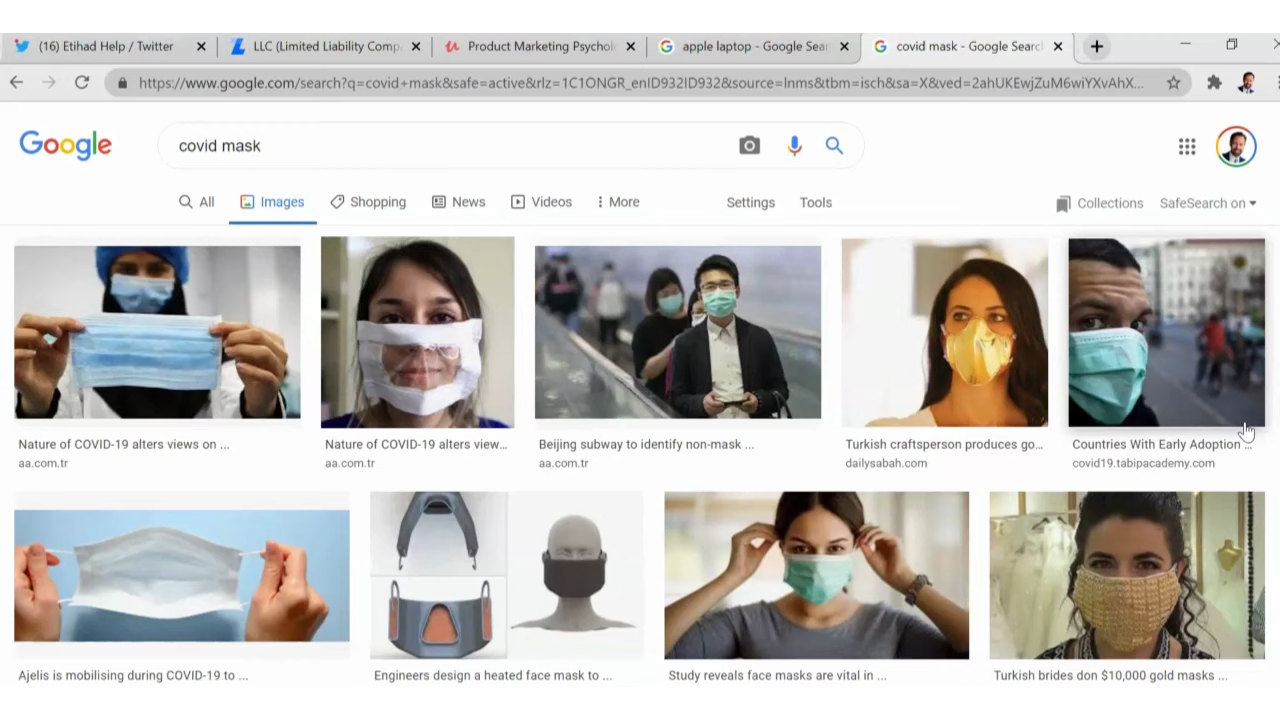 (16) Etihad Help / Twitter
LLC (Limited Liability Comp
Product Marketing Psychol
apple laptop - Google Sear
covid mask - Google Search
https://www.google.com/search?q=covid+mask&safe=active&rlz=1C1ONGR_enID932ID932&source=lnms&tbm=isch&sa=X&ved=2ahUKEwjZuM6wiYXvAhX...
Google
covid mask
All
Images
Shopping
News
Videos
More
Settings
Tools
Collections
SafeSearch on
Nature of COVID-19 alters views on ...
aa.com.tr
Nature of COVID-19 alters view...
aa.com.tr
Beijing subway to identify non-mask ...
aa.com.tr
Turkish craftsperson produces go...
dailysabah.com
Countries With Early Adoption ...
covid19.tabipacademy.com
Ajelis is mobilising during COVID-19 to ...
Engineers design a heated face mask to ...
Study reveals face masks are vital in ...
Turkish brides don $10,000 gold masks ...